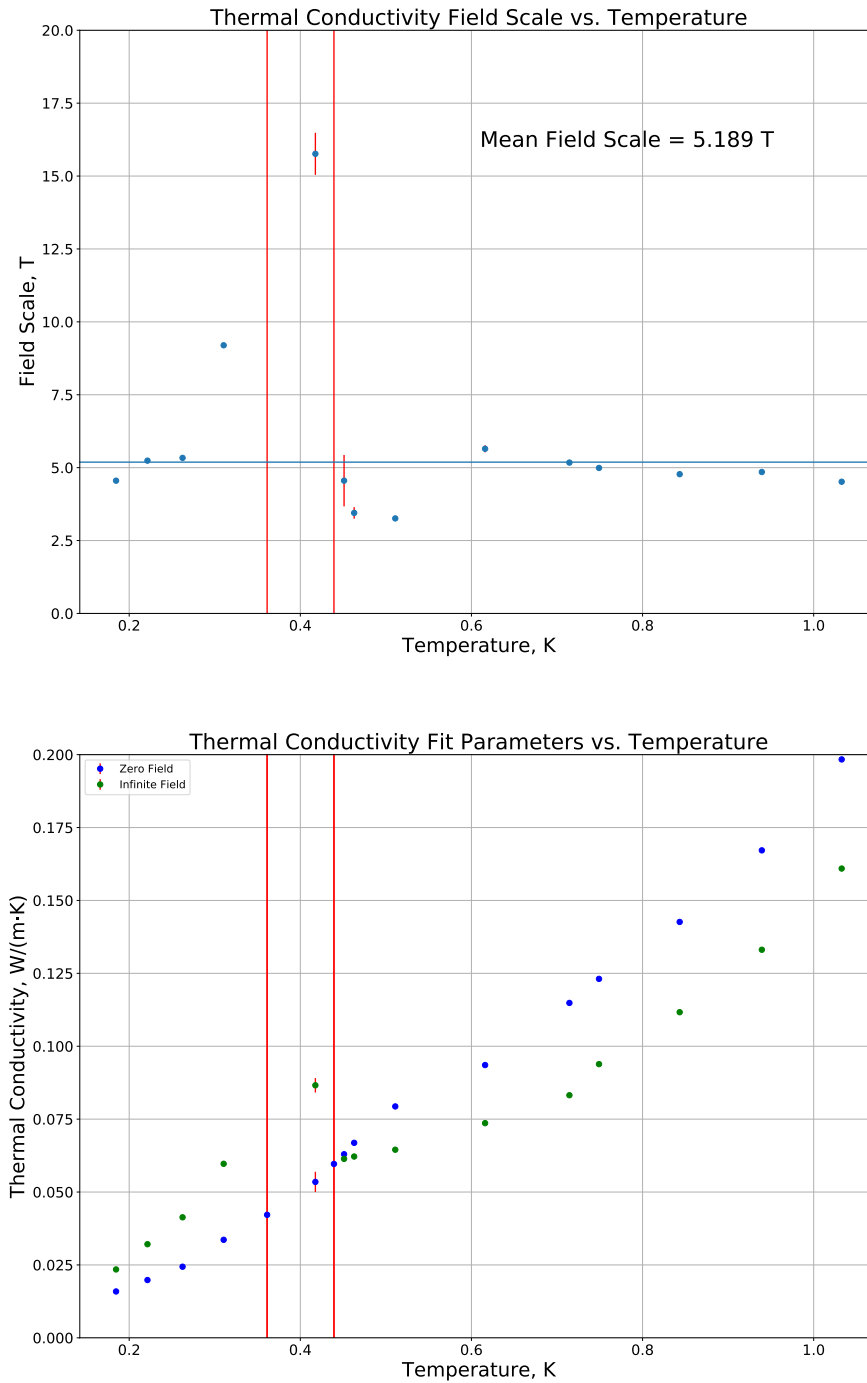 Thermal Conductivity Field Scale vs. Temperature
20.0
17.5
15.0
12.5
10.0
7.5
5.0
2.5
0.0
Field Scale, T
Mean Field Scale = 5.189 T
0.2 0.4 0.6 0.8 1.0
Temperature, K
Thermal Conductivity Fit Parameters vs. Temperature
0.200
0.175
0.150
0.125
0.100
0.075
0.050
0.025
0.000
Thermal Conductivity, W/(m·K)
Zero Field
Infinite Field
0.2 0.4 0.6 0.8 1.0
Temperature, K